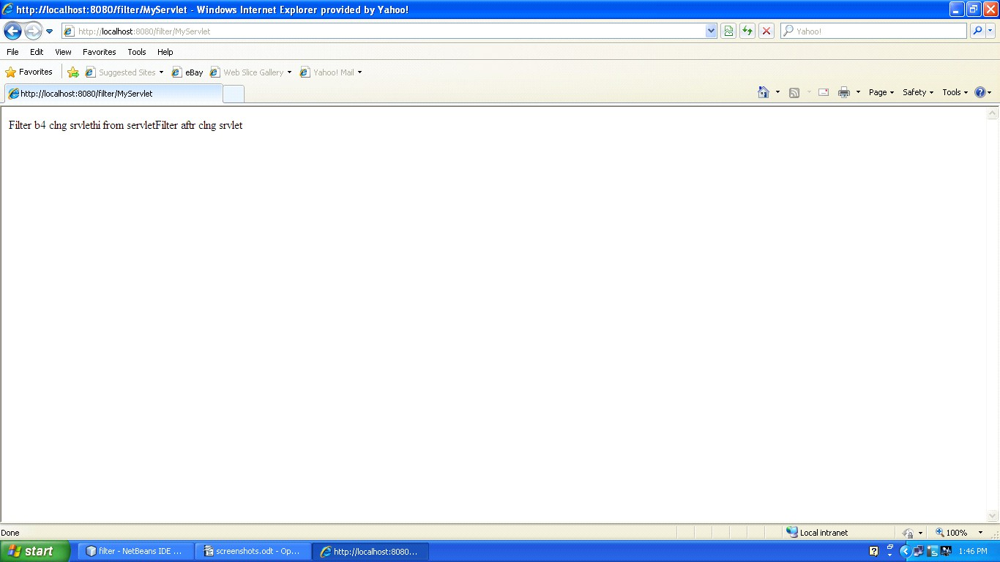 http://localhost:8080/filter/MyServlet - Windows Internet Explorer provided by Yahoo!
http://localhost:8080/filter/MyServlet
Yahoo!
File Edit View Favorites Tools Help
Favorites Suggested Sites eBay Web Slice Gallery Yahoo! Mail
http://localhost:8080/filter/MyServlet Page Safety Tools
Filter b4 clng srvlethi from servletFilter aftr clng srvlet
Done Local intranet 100%
start filter - NetBeans IDE ... screenshots.odt - Op... http://localhost:8080... 1:46 PM